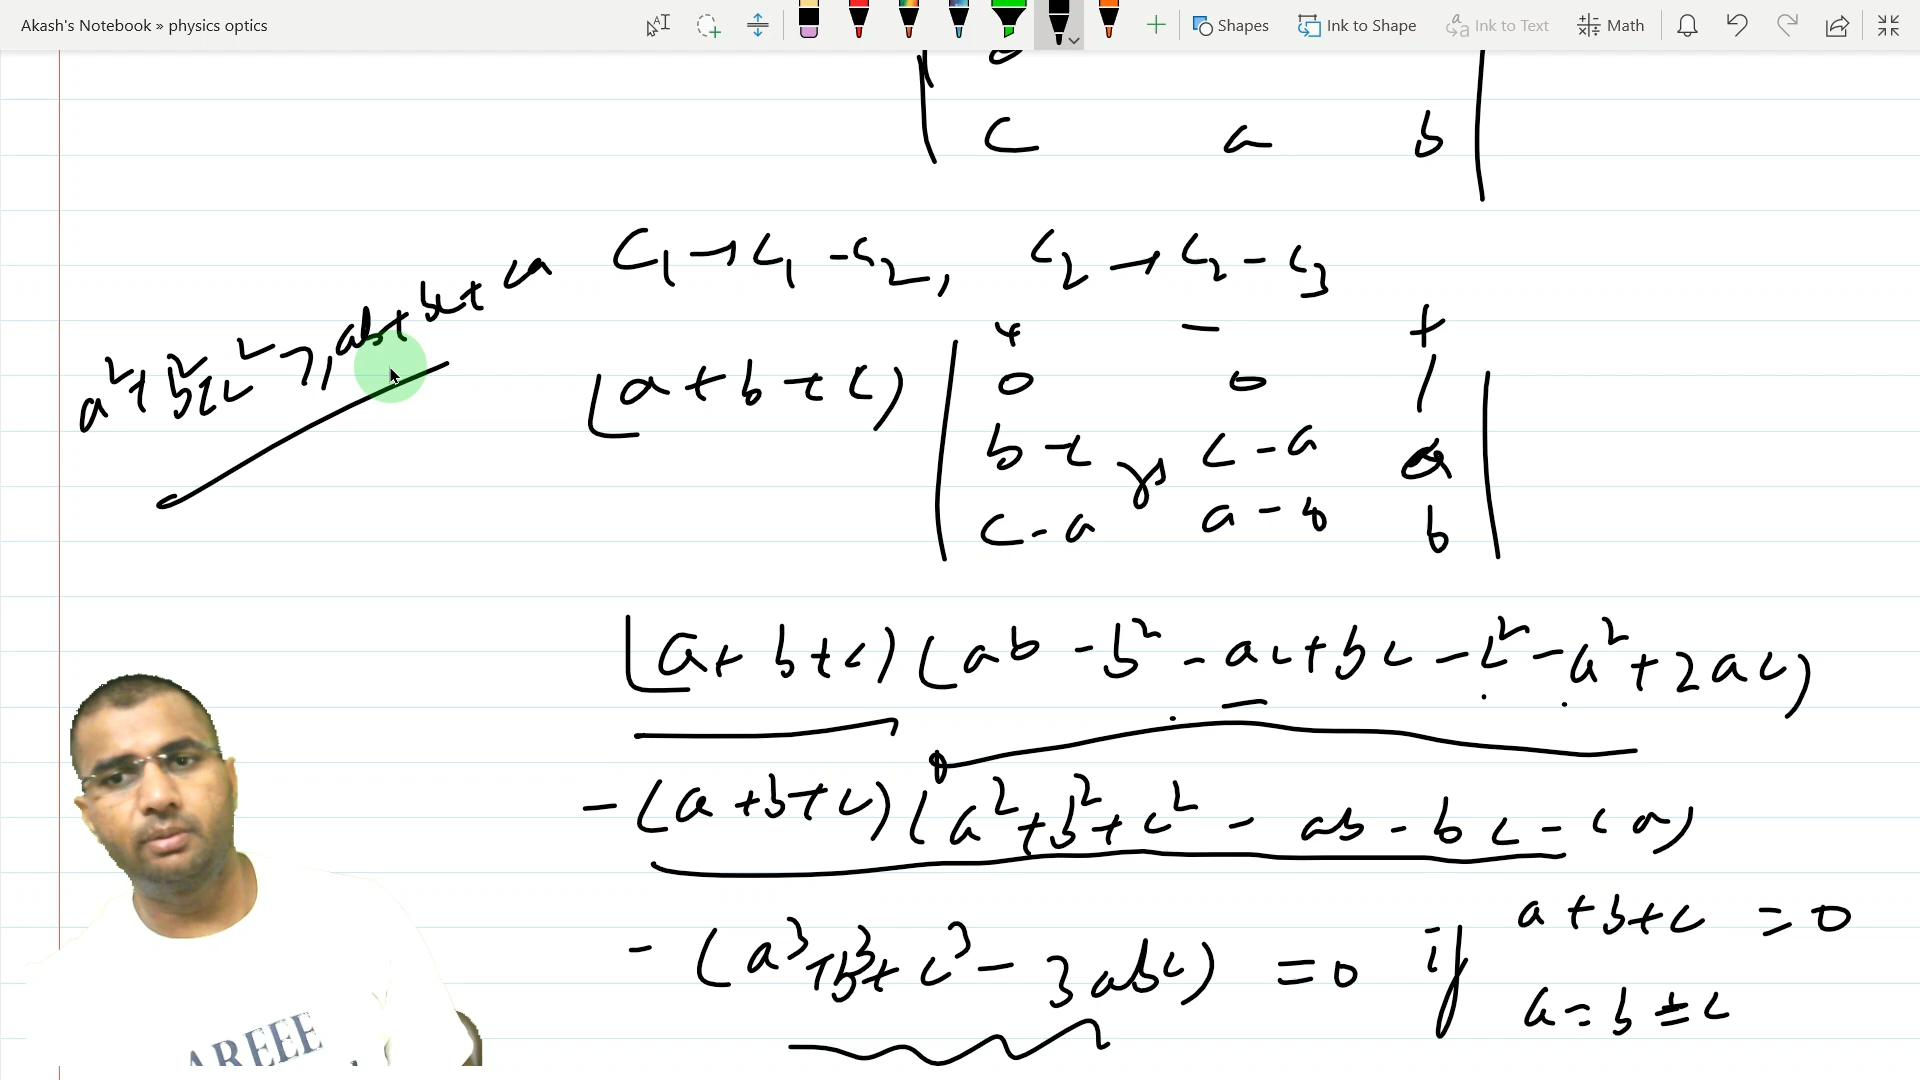 Akash's Notebook » physics optics
Ink to Text
Shapes
Ink to Shape
Math
c a b
C₁ → C₁ - C₂, C₂ → C₂ - C₃
a² + b² + c² ≥ ab + bc + ca
+ - +
(a + b + c) | 0 0 1
b - c c - a a
c - a a - b b |
(a + b + c)(ab - b² - ac + bc - c² - a² + 2ac)
- (a + b + c)(a² + b² + c² - ab - bc - ca)
- (a³ + b³ + c³ - 3abc) = 0 if a + b + c = 0
a = b = c
AREEE